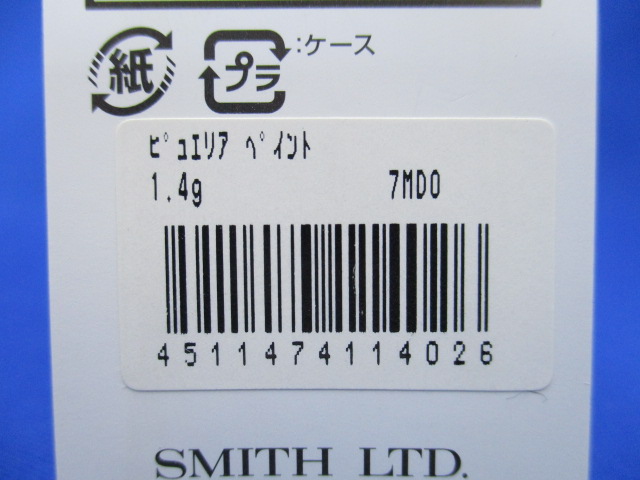 紙
プラ
:ケース
ﾋﾟｭｴﾘｱ ﾍﾟｲﾝﾄ
1.4g 7MDO
4511474114026
SMITH LTD.